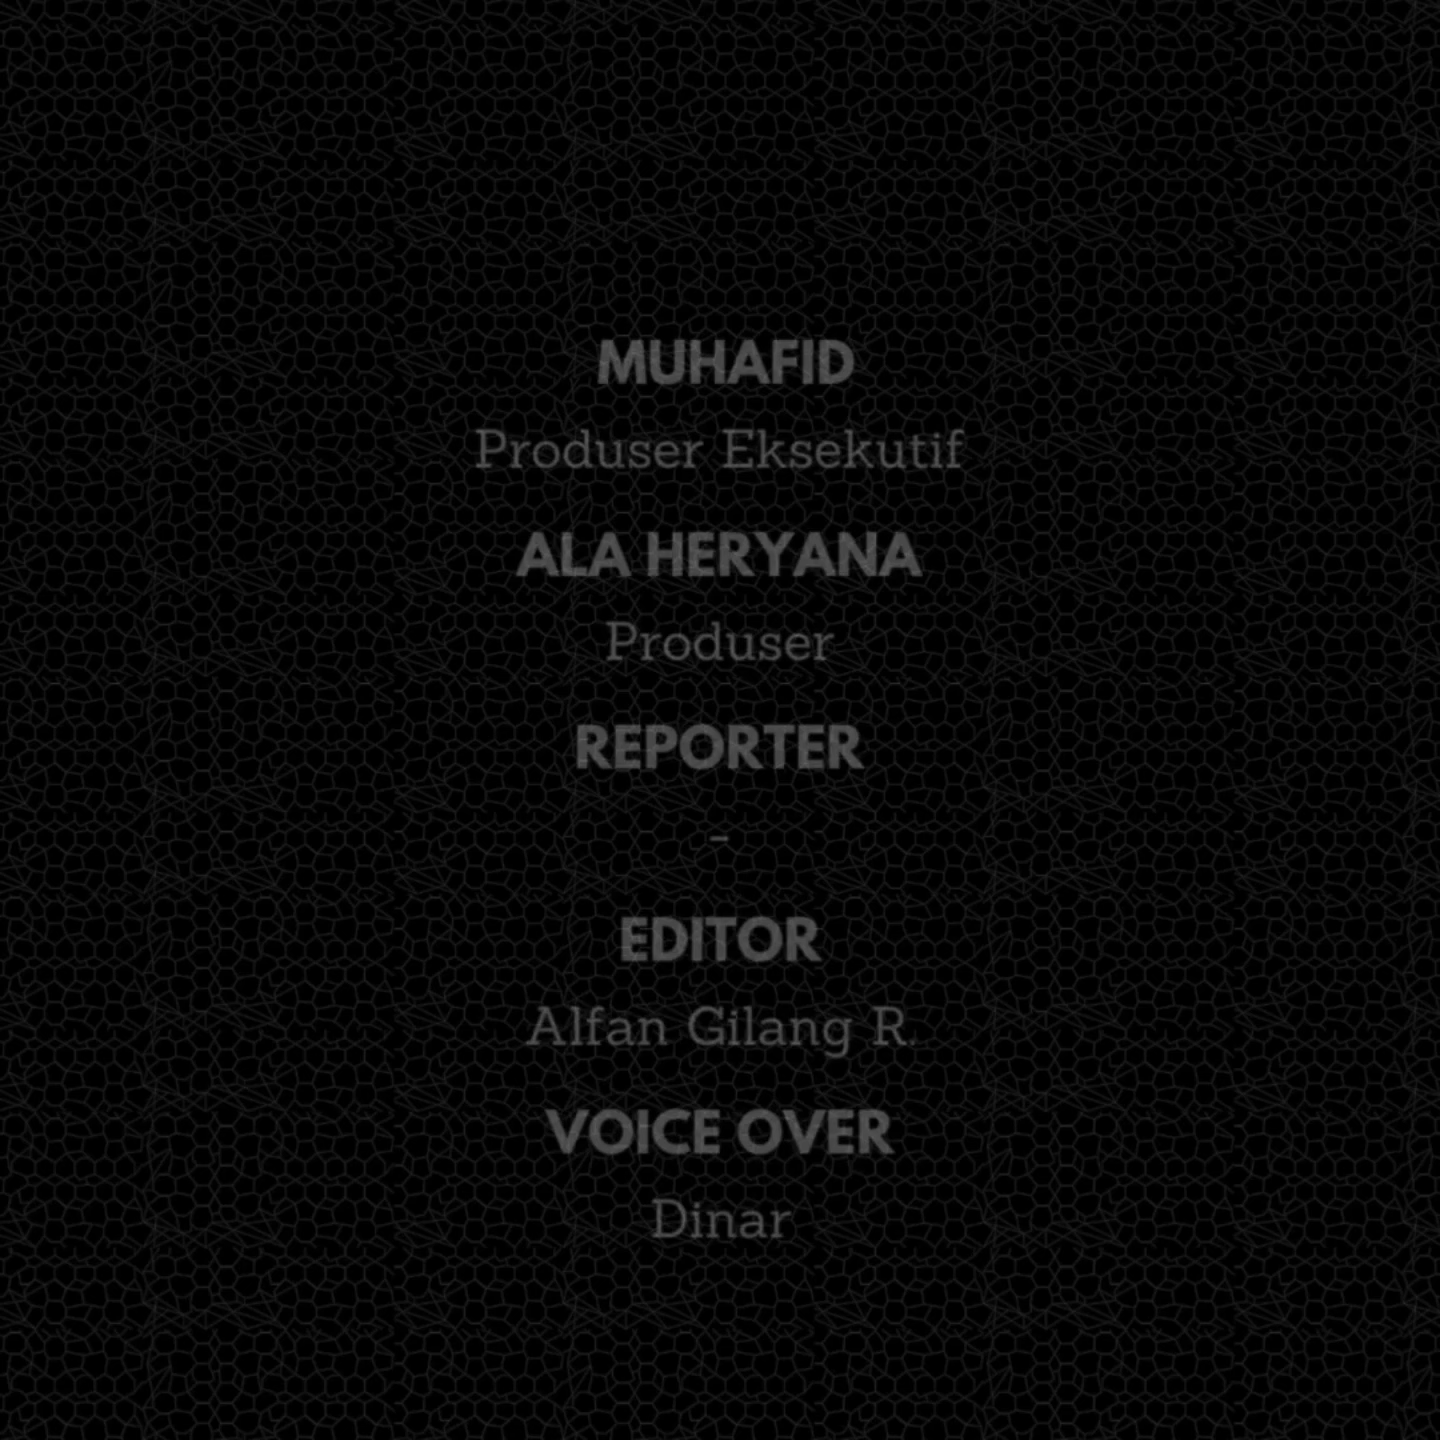 MUHAFID
Produser Eksekutif
ALA HERYANA
Produser
REPORTER
-
EDITOR
Alfan Gilang R.
VOICE OVER
Dinar